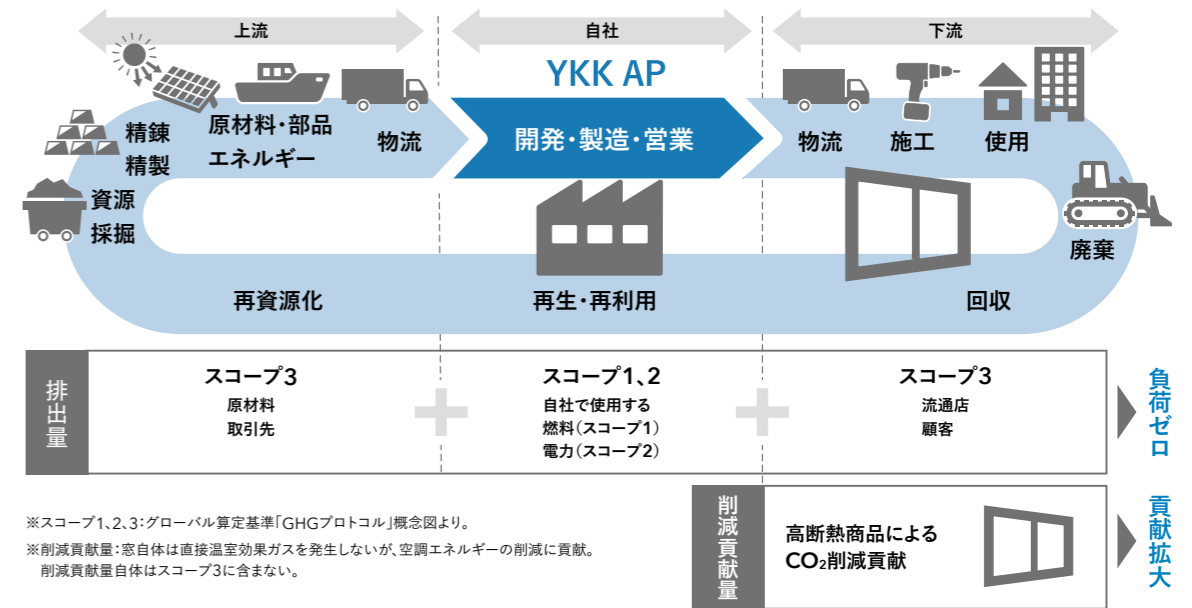 上流
自社
下流
YKK AP
精錬
精製
原材料・部品
エネルギー
物流
開発・製造・営業
物流
施工
使用
資源
採掘
廃棄
再資源化
再生・再利用
回収
排出量
スコープ3
原材料
取引先
スコープ1、2
自社で使用する
燃料（スコープ1）
電力（スコープ2）
スコープ3
流通店
顧客
負荷ゼロ
※スコープ1、2、3：グローバル算定基準「GHGプロトコル」概念図より。
※削減貢献量：窓自体は直接温室効果ガスを発生しないが、空調エネルギーの削減に貢献。
削減貢献量自体はスコープ3に含まない。
削減貢献量
高断熱商品による
CO₂削減貢献
貢献拡大